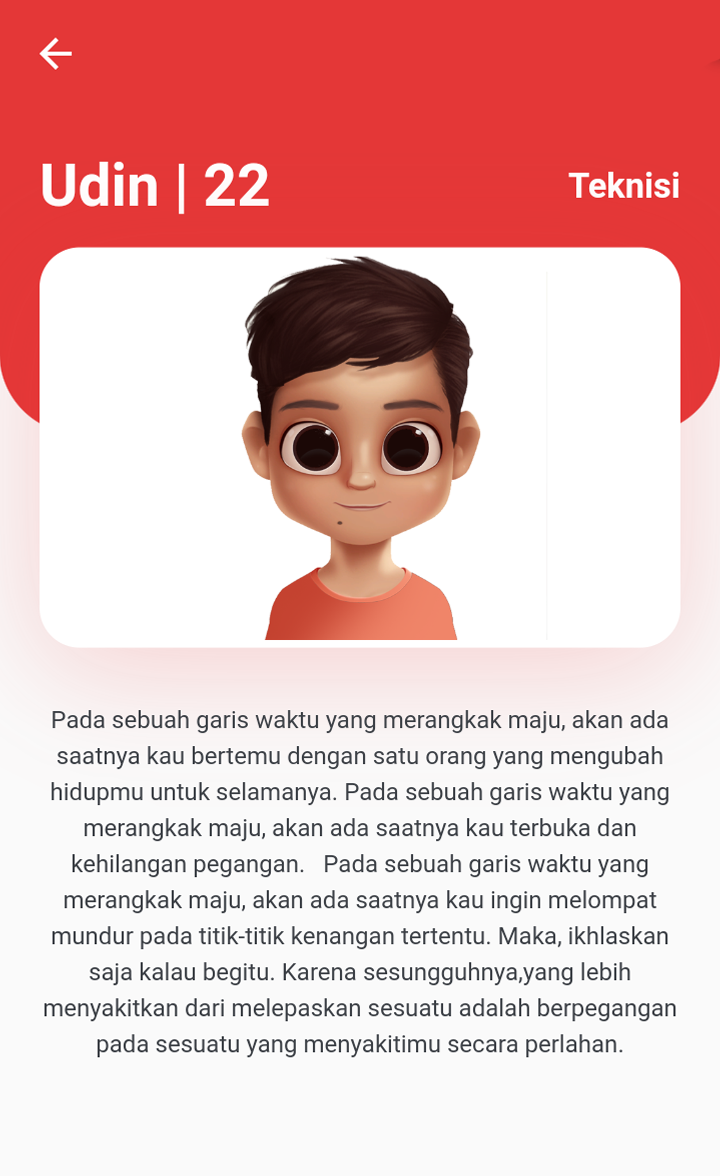 Udin | 22
Teknisi
Pada sebuah garis waktu yang merangkak maju, akan ada
saatnya kau bertemu dengan satu orang yang mengubah
hidupmu untuk selamanya. Pada sebuah garis waktu yang
merangkak maju, akan ada saatnya kau terbuka dan
kehilangan pegangan.   Pada sebuah garis waktu yang
merangkak maju, akan ada saatnya kau ingin melompat
mundur pada titik-titik kenangan tertentu. Maka, ikhlaskan
saja kalau begitu. Karena sesungguhnya,yang lebih
menyakitkan dari melepaskan sesuatu adalah berpegangan
pada sesuatu yang menyakitimu secara perlahan.